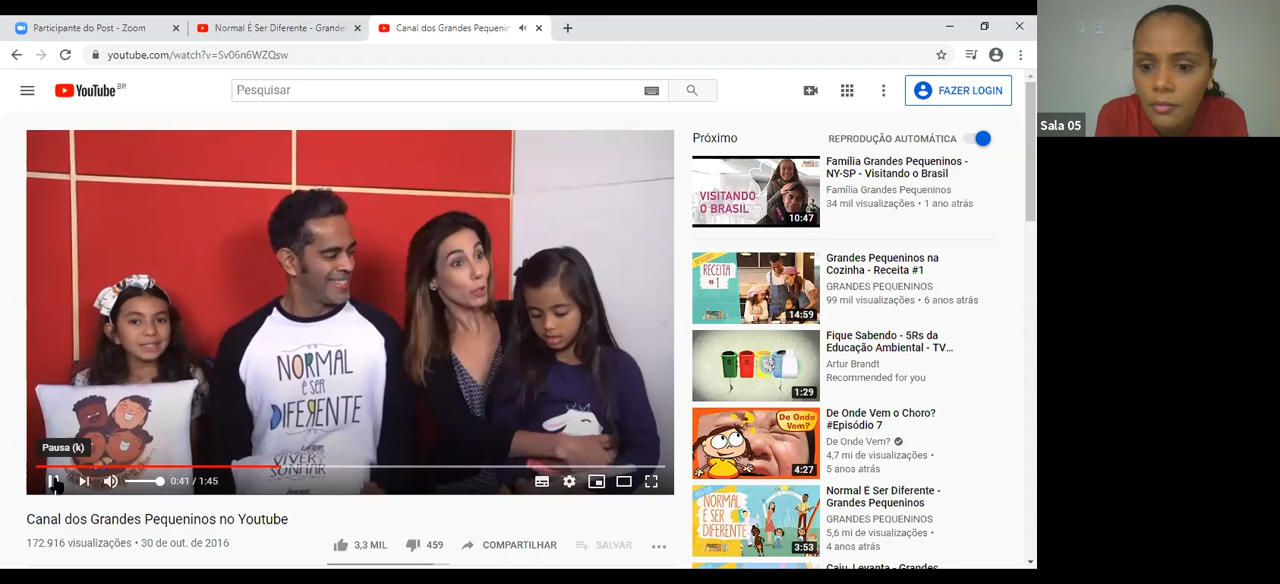 Participante do Post - Zoom
Normal É Ser Diferente - Grande
Canal dos Grandes Pequenin
youtube.com/watch?v=Sv06n6WZQsw
YouTube BR
Pesquisar
FAZER LOGIN
Sala 05
NORMAL
É SER
DIFERENTE
VIVER
SONHAR
Pausa (k)
0:41 / 1:45
Canal dos Grandes Pequeninos no Youtube
172.916 visualizações • 30 de out. de 2016
3,3 MIL
459
COMPARTILHAR
SALVAR
Próximo
REPRODUÇÃO AUTOMÁTICA
VISITANDO
O BRASIL
10:47
Família Grandes Pequeninos -
NY-SP - Visitando o Brasil
Família Grandes Pequeninos
34 mil visualizações • 1 ano atrás
RECEITA
#1
14:59
Grandes Pequeninos na
Cozinha - Receita #1
GRANDES PEQUENINOS
99 mil visualizações • 6 anos atrás
1:29
Fique Sabendo - 5Rs da
Educação Ambiental - TV...
Artur Brandt
Recommended for you
De Onde
Vem?
4:27
De Onde Vem o Choro?
#Episódio 7
De Onde Vem?
4,7 mi de visualizações •
5 anos atrás
NORMAL
É SER
DIFERENTE
3:53
Normal É Ser Diferente -
Grandes Pequeninos
GRANDES PEQUENINOS
5,6 mi de visualizações •
4 anos atrás